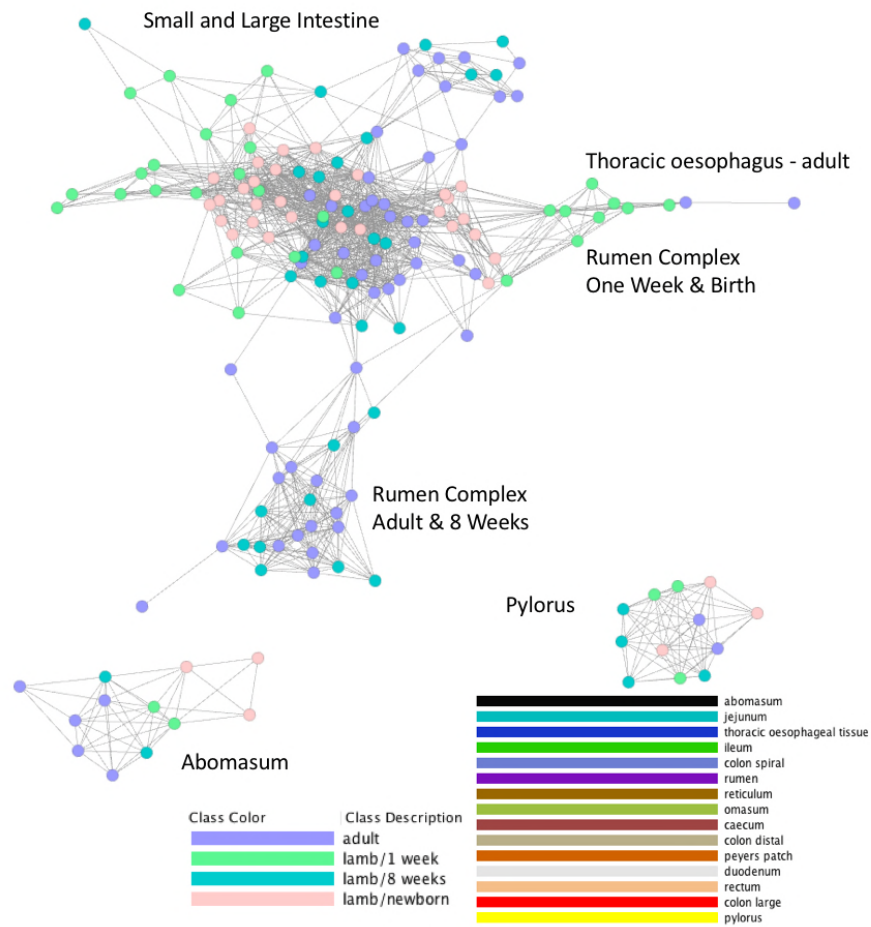 Small and Large Intestine
Thoracic oesophagus - adult
Rumen Complex
One Week & Birth
Rumen Complex
Adult & 8 Weeks
Pylorus
Abomasum
Class Color
Class Description
adult
lamb/1 week
lamb/8 weeks
lamb/newborn
abomasum
jejunum
thoracic oesophageal tissue
ileum
colon spiral
rumen
reticulum
omasum
caecum
colon distal
peyers patch
duodenum
rectum
colon large
pylorus